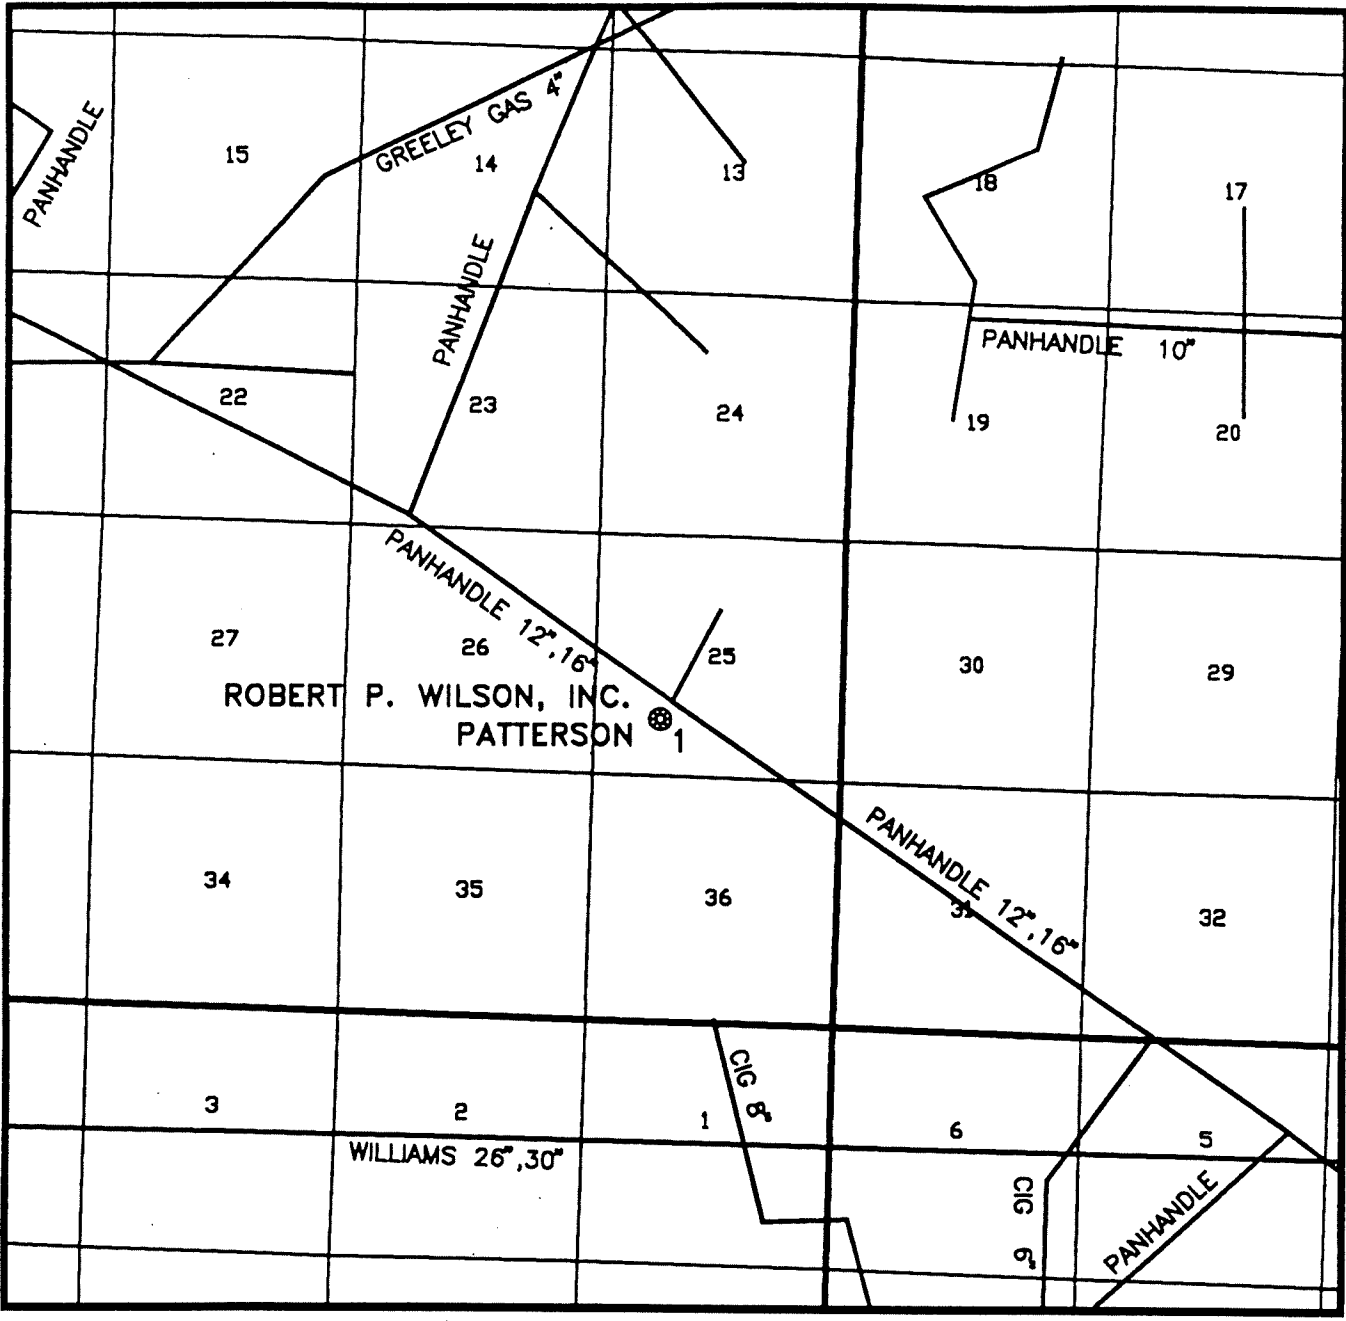 PANHANDLE
15
GREELEY GAS 4"
14
13
18
17
PANHANDLE
PANHANDLE 10"
22
23
24
19
20
PANHANDLE 12",16"
27
26
25
30
29
ROBERT P. WILSON, INC.
PATTERSON
1
PANHANDLE 12",16"
34
35
36
31
32
CIG 8"
3
2
1
6
5
WILLIAMS 26",30"
CIG 6"
PANHANDLE